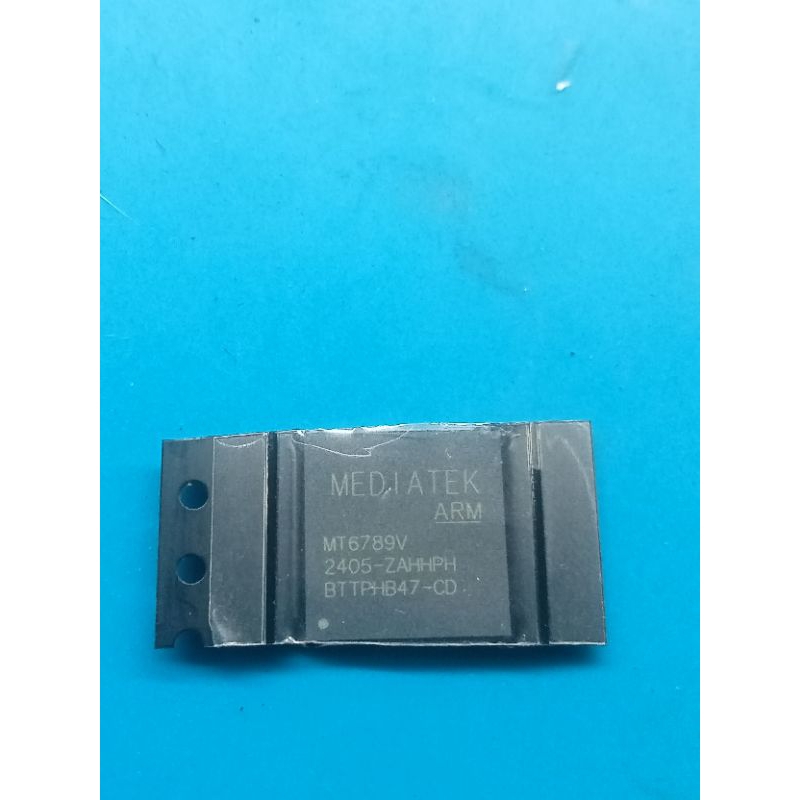 MEDIATEK
ARM
MT6789V
2405-ZAHHPH
BTTPHB47-CD